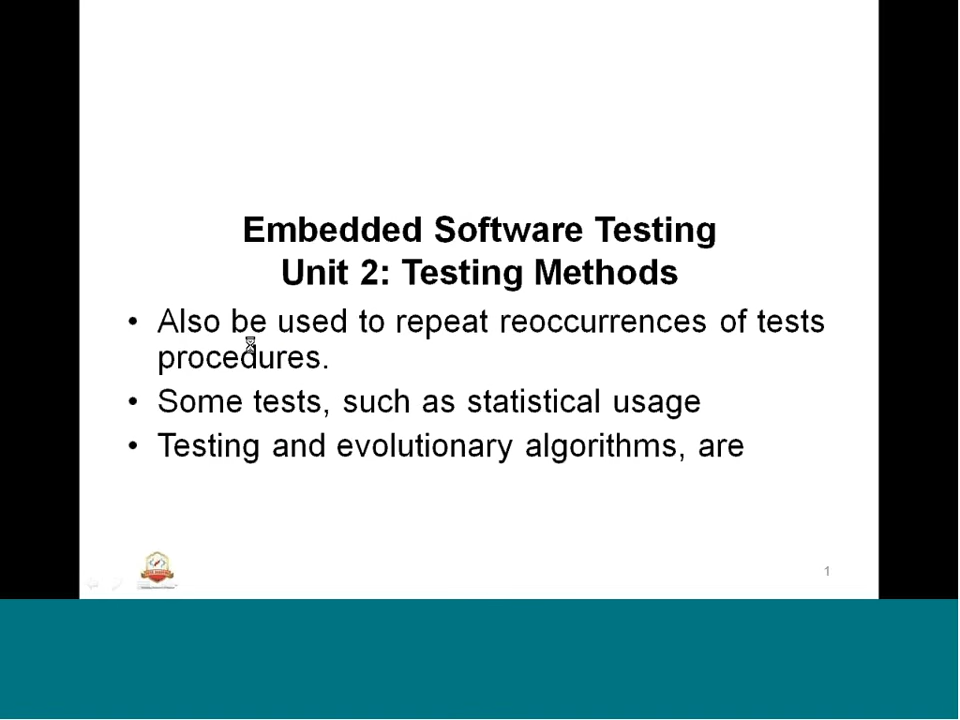 Embedded Software Testing
Unit 2: Testing Methods
• Also be used to repeat reoccurrences of tests
procedures.
• Some tests, such as statistical usage
• Testing and evolutionary algorithms, are
1